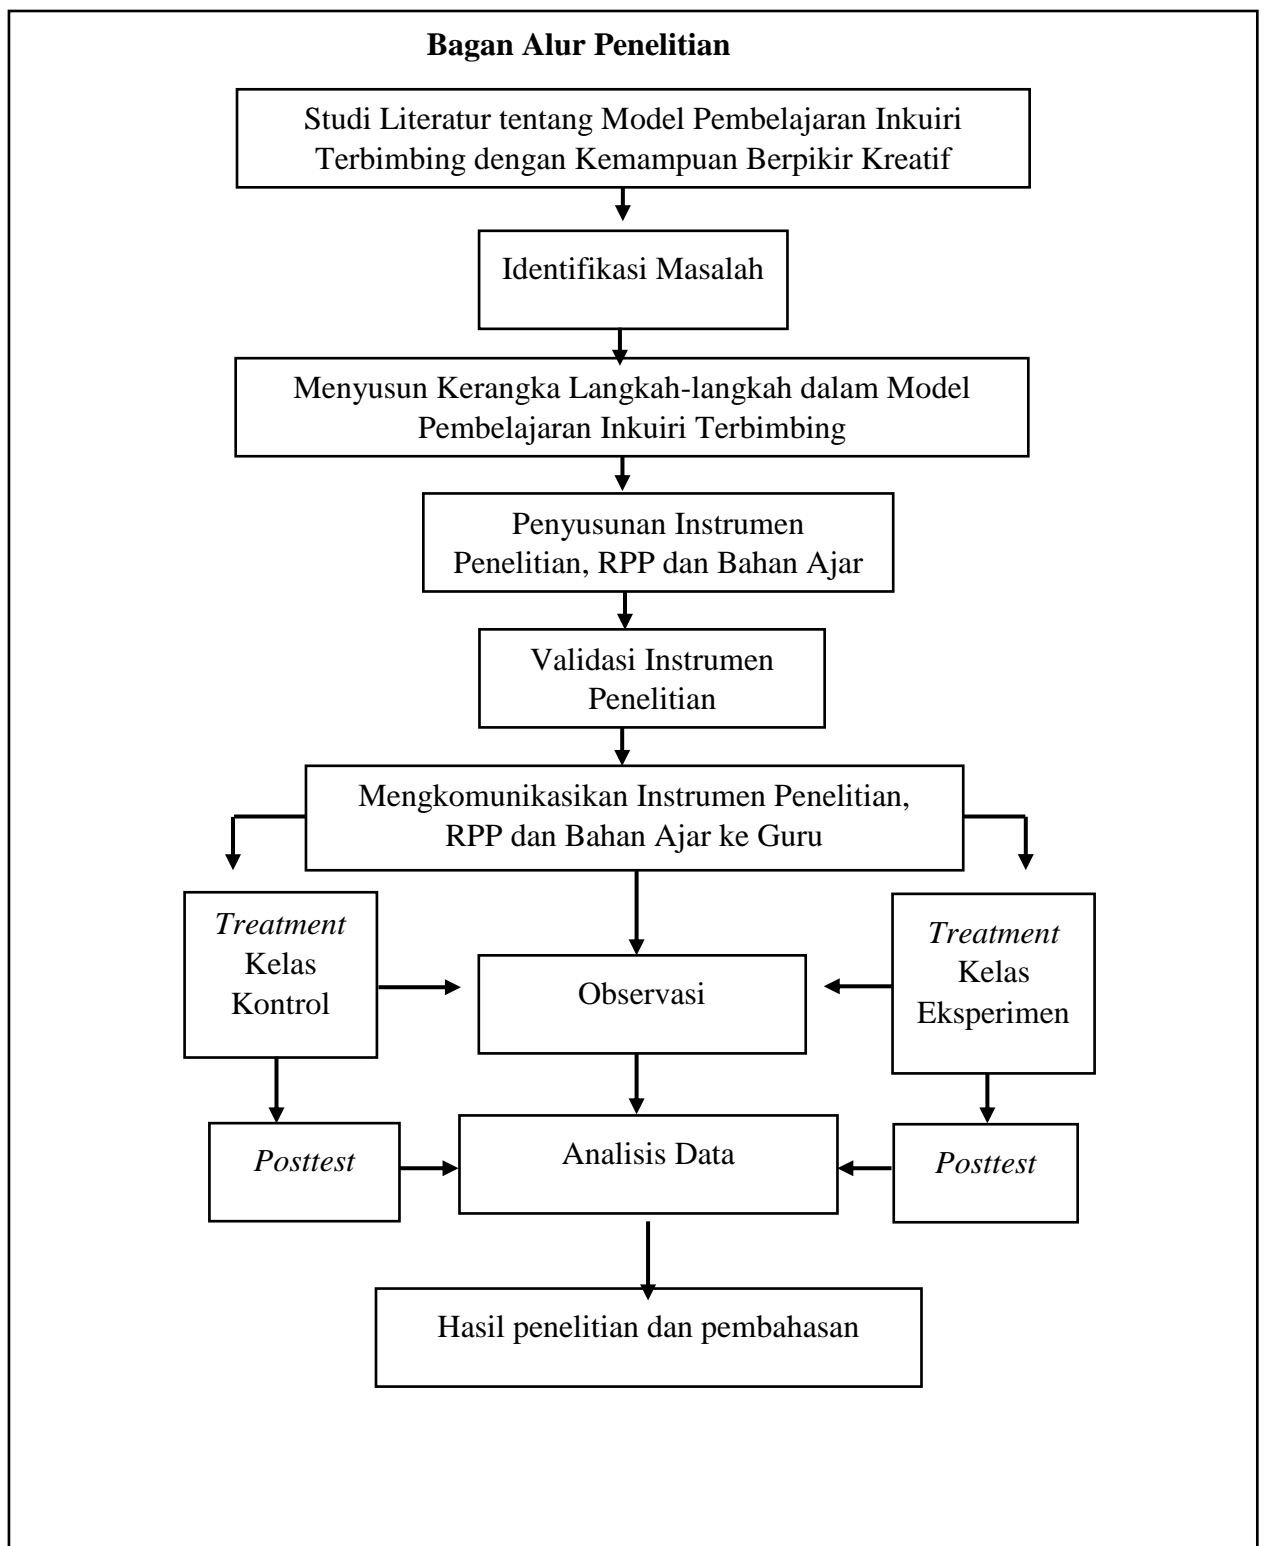 Bagan Alur Penelitian
Studi Literatur tentang Model Pembelajaran Inkuiri
Terbimbing dengan Kemampuan Berpikir Kreatif
Identifikasi Masalah
Menyusun Kerangka Langkah-langkah dalam Model
Pembelajaran Inkuiri Terbimbing
Penyusunan Instrumen
Penelitian, RPP dan Bahan Ajar
Validasi Instrumen
Penelitian
Mengkomunikasikan Instrumen Penelitian,
RPP dan Bahan Ajar ke Guru
Treatment
Kelas
Kontrol
Observasi
Treatment
Kelas
Eksperimen
Posttest
Analisis Data
Posttest
Hasil penelitian dan pembahasan